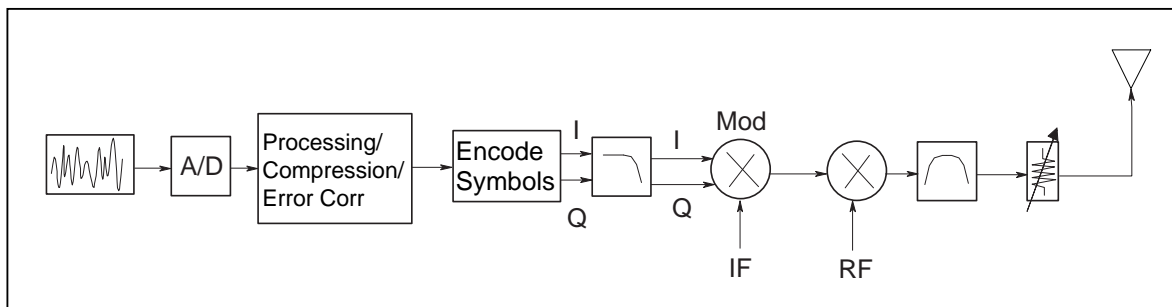 A/D
Processing/
Compression/
Error Corr
Encode
Symbols
I
Q
I
Q
Mod
IF
RF